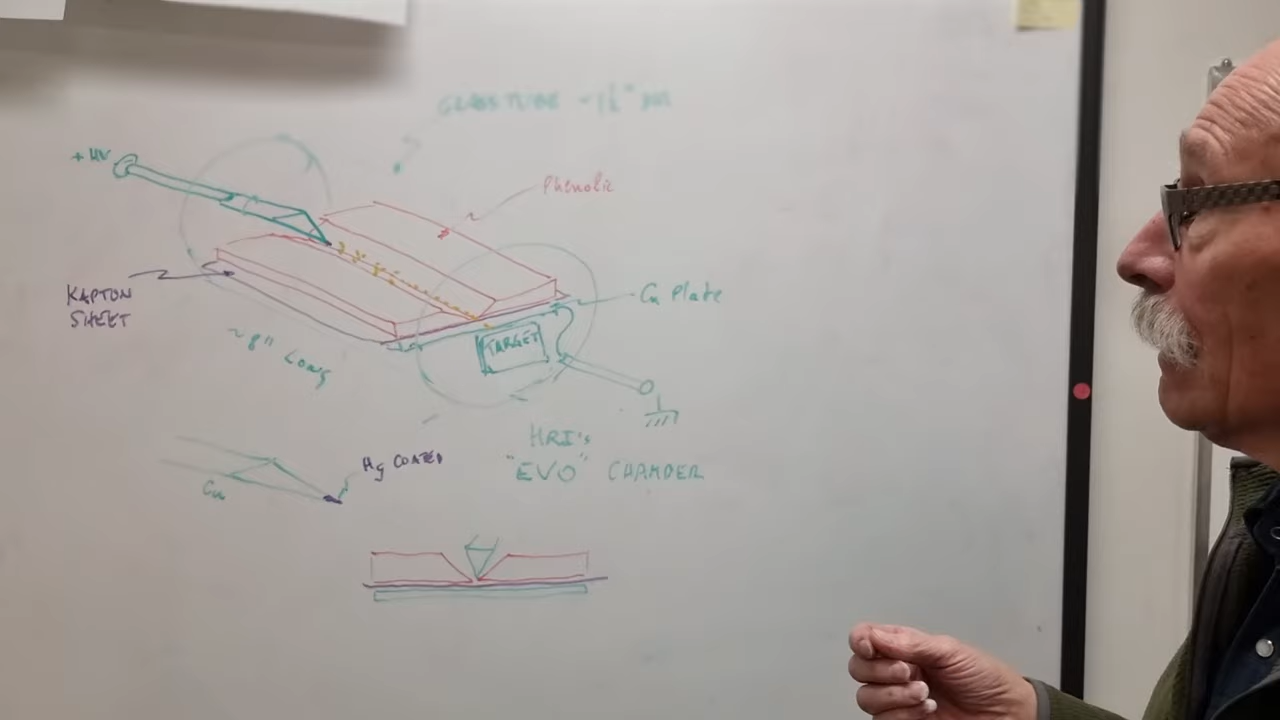 GLASS TUBE ~ 1½" DIA
+ HV
Phenolic
KAPTON
SHEET
Cu Plate
TARGET
~ 8" LONG
HRI's
"EVO" CHAMBER
Hg COATED
Cu